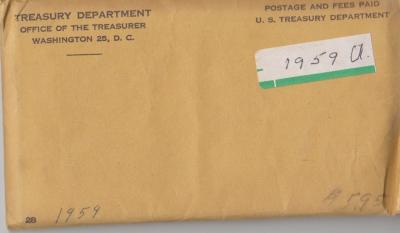 TREASURY DEPARTMENT
OFFICE OF THE TREASURER
WASHINGTON 25, D. C.
POSTAGE AND FEES PAID
U. S. TREASURY DEPARTMENT
1959
28 1959